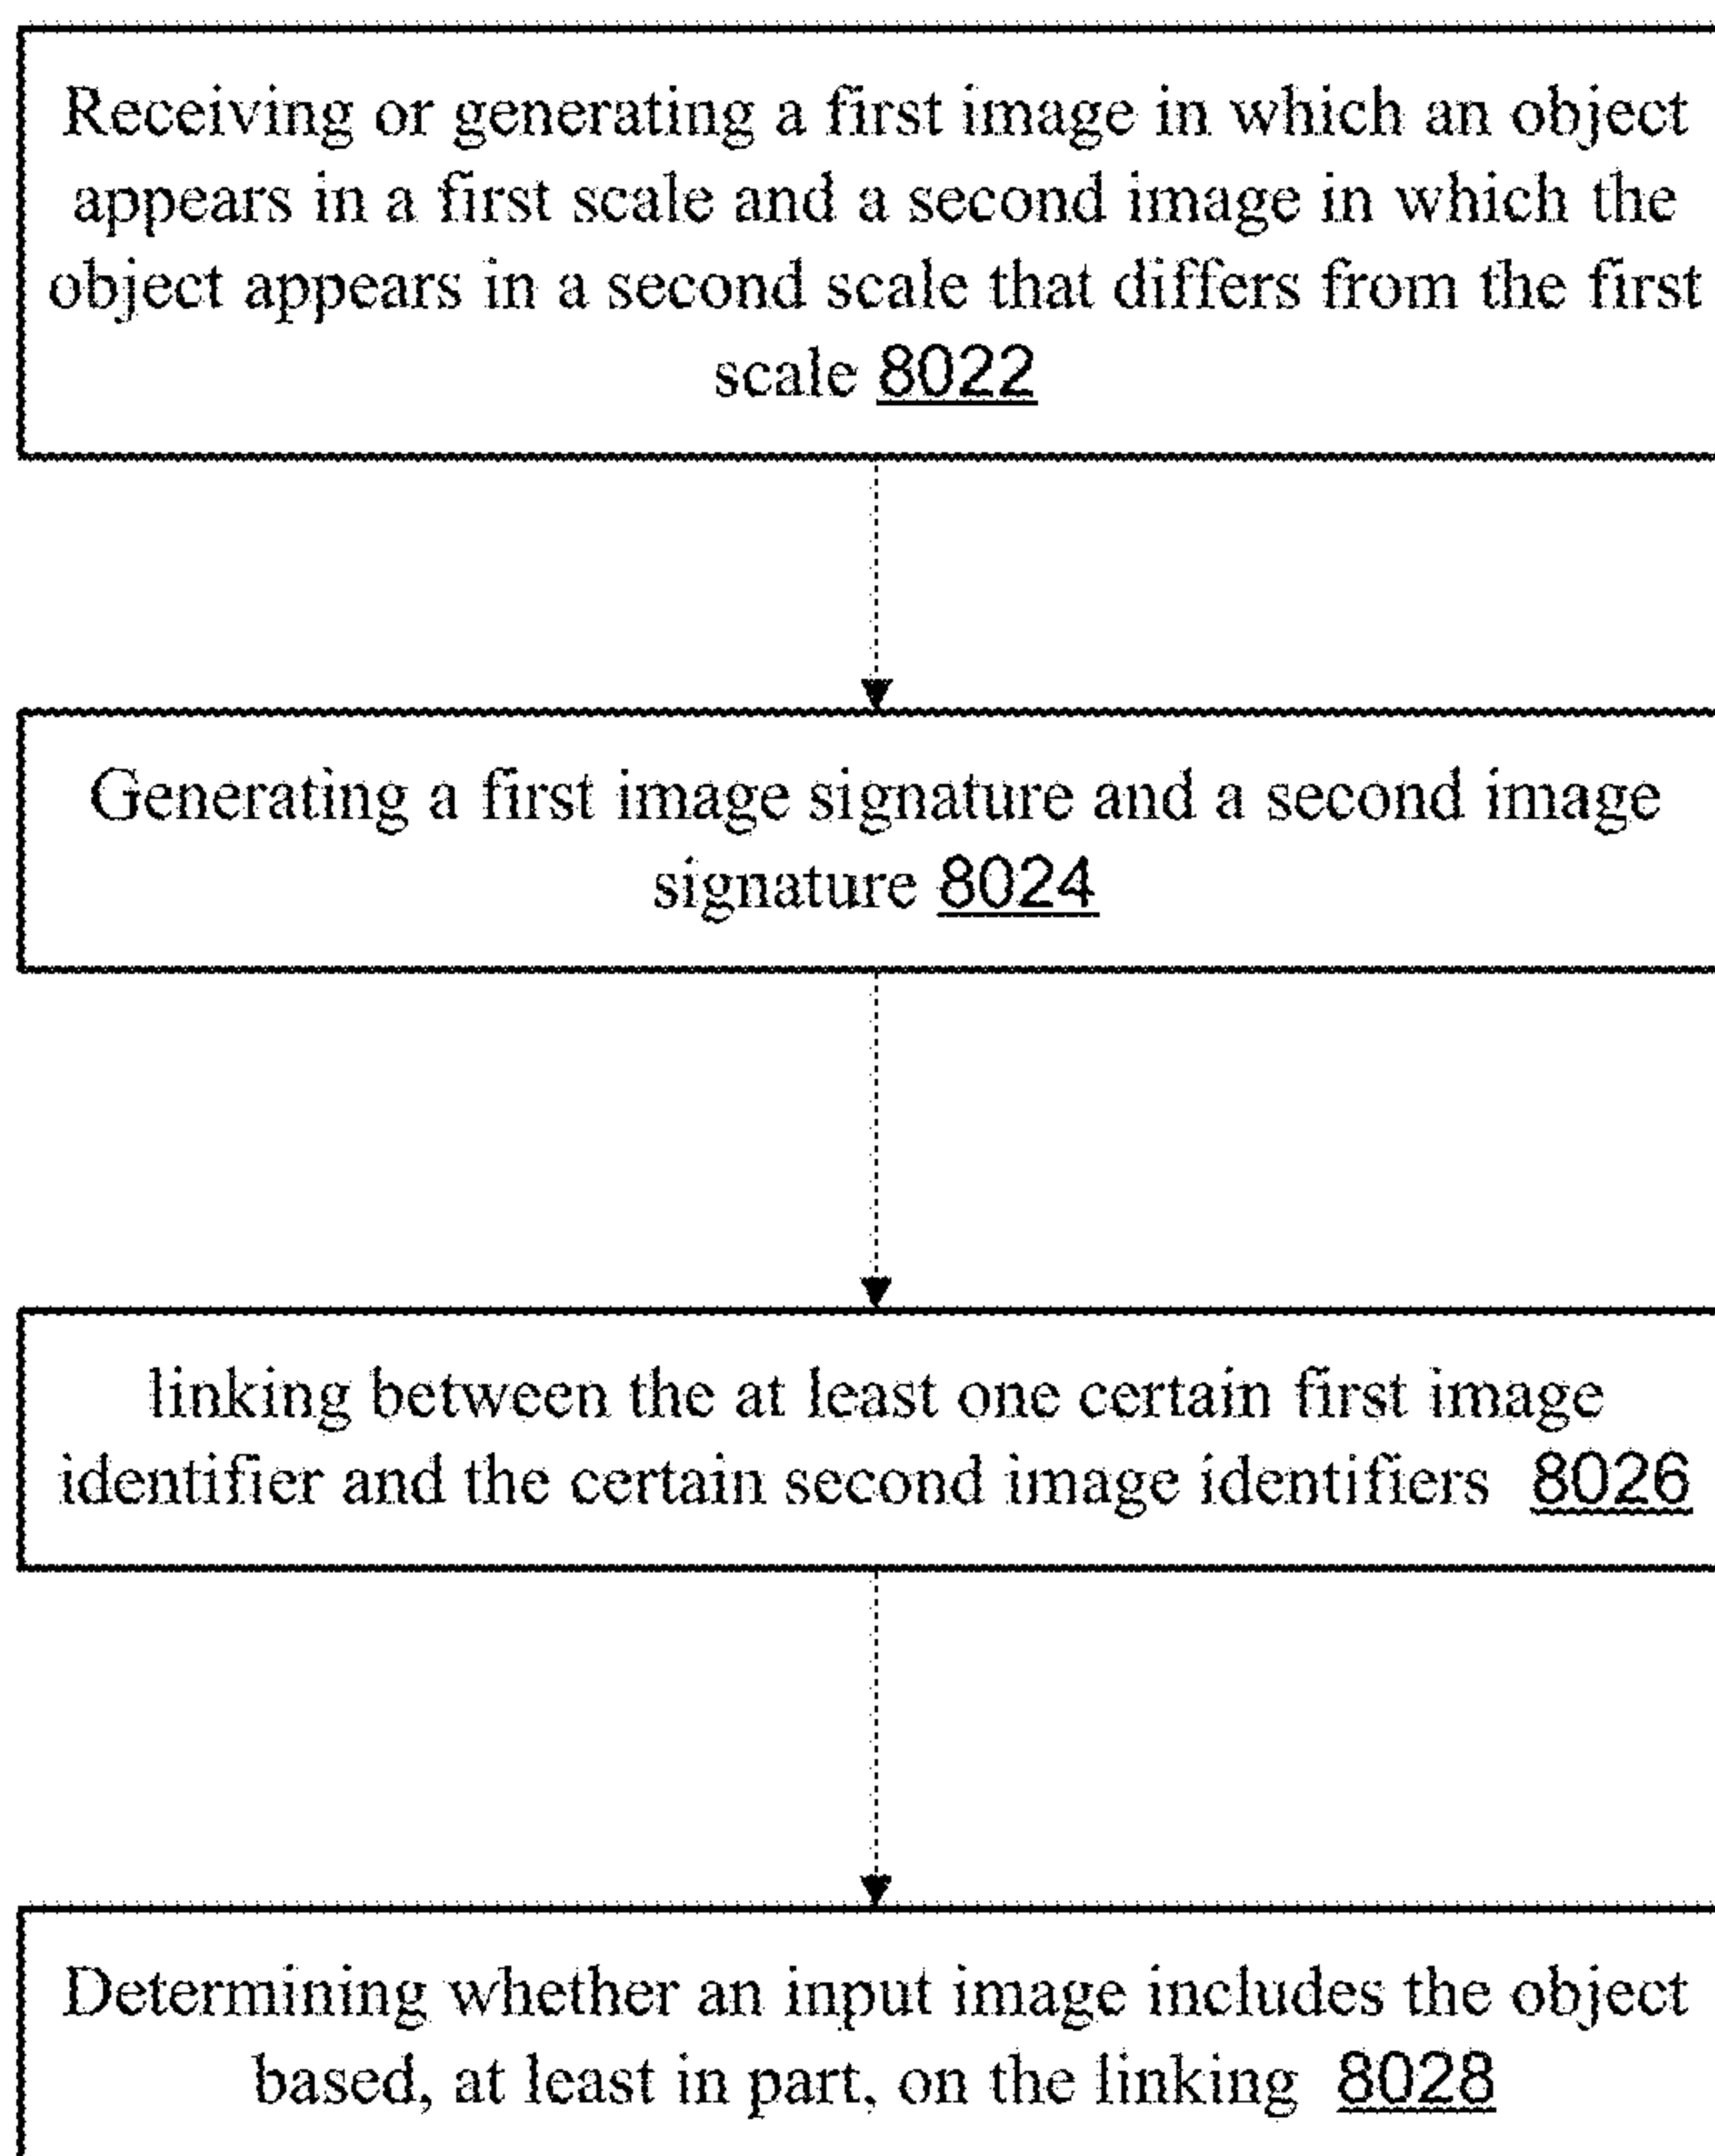 Receiving or generating a first image in which an object
appears in a first scale and a second image in which the
object appears in a second scale that differs from the first
scale 8022
Generating a first image signature and a second image
signature 8024
linking between the at least one certain first image
identifier and the certain second image identifiers 8026
Determining whether an input image includes the object
based, at least in part, on the linking 8028